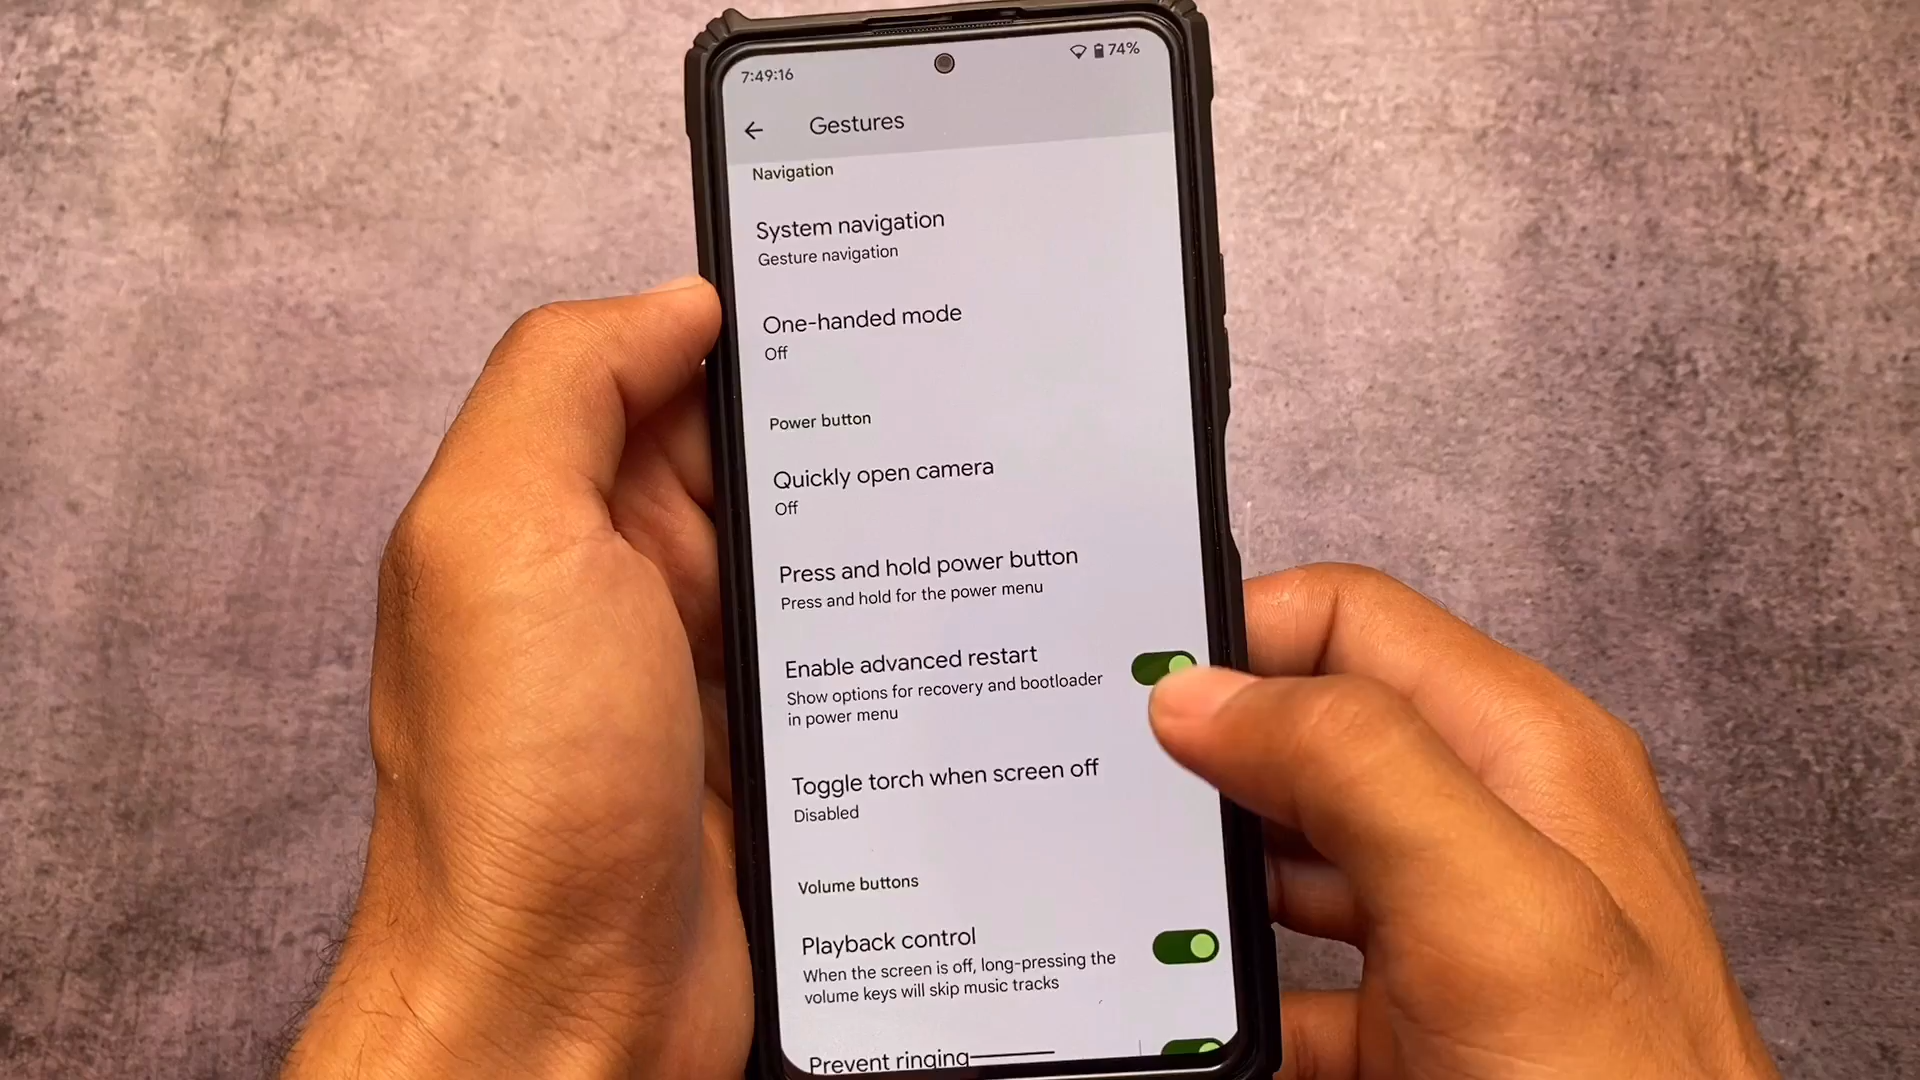 7:49:16
74%
Gestures
Navigation
System navigation
Gesture navigation
One-handed mode
Off
Power button
Quickly open camera
Off
Press and hold power button
Press and hold for the power menu
Enable advanced restart
Show options for recovery and bootloader
in power menu
Toggle torch when screen off
Disabled
Volume buttons
Playback control
When the screen is off, long-pressing the
volume keys will skip music tracks
Prevent ringing